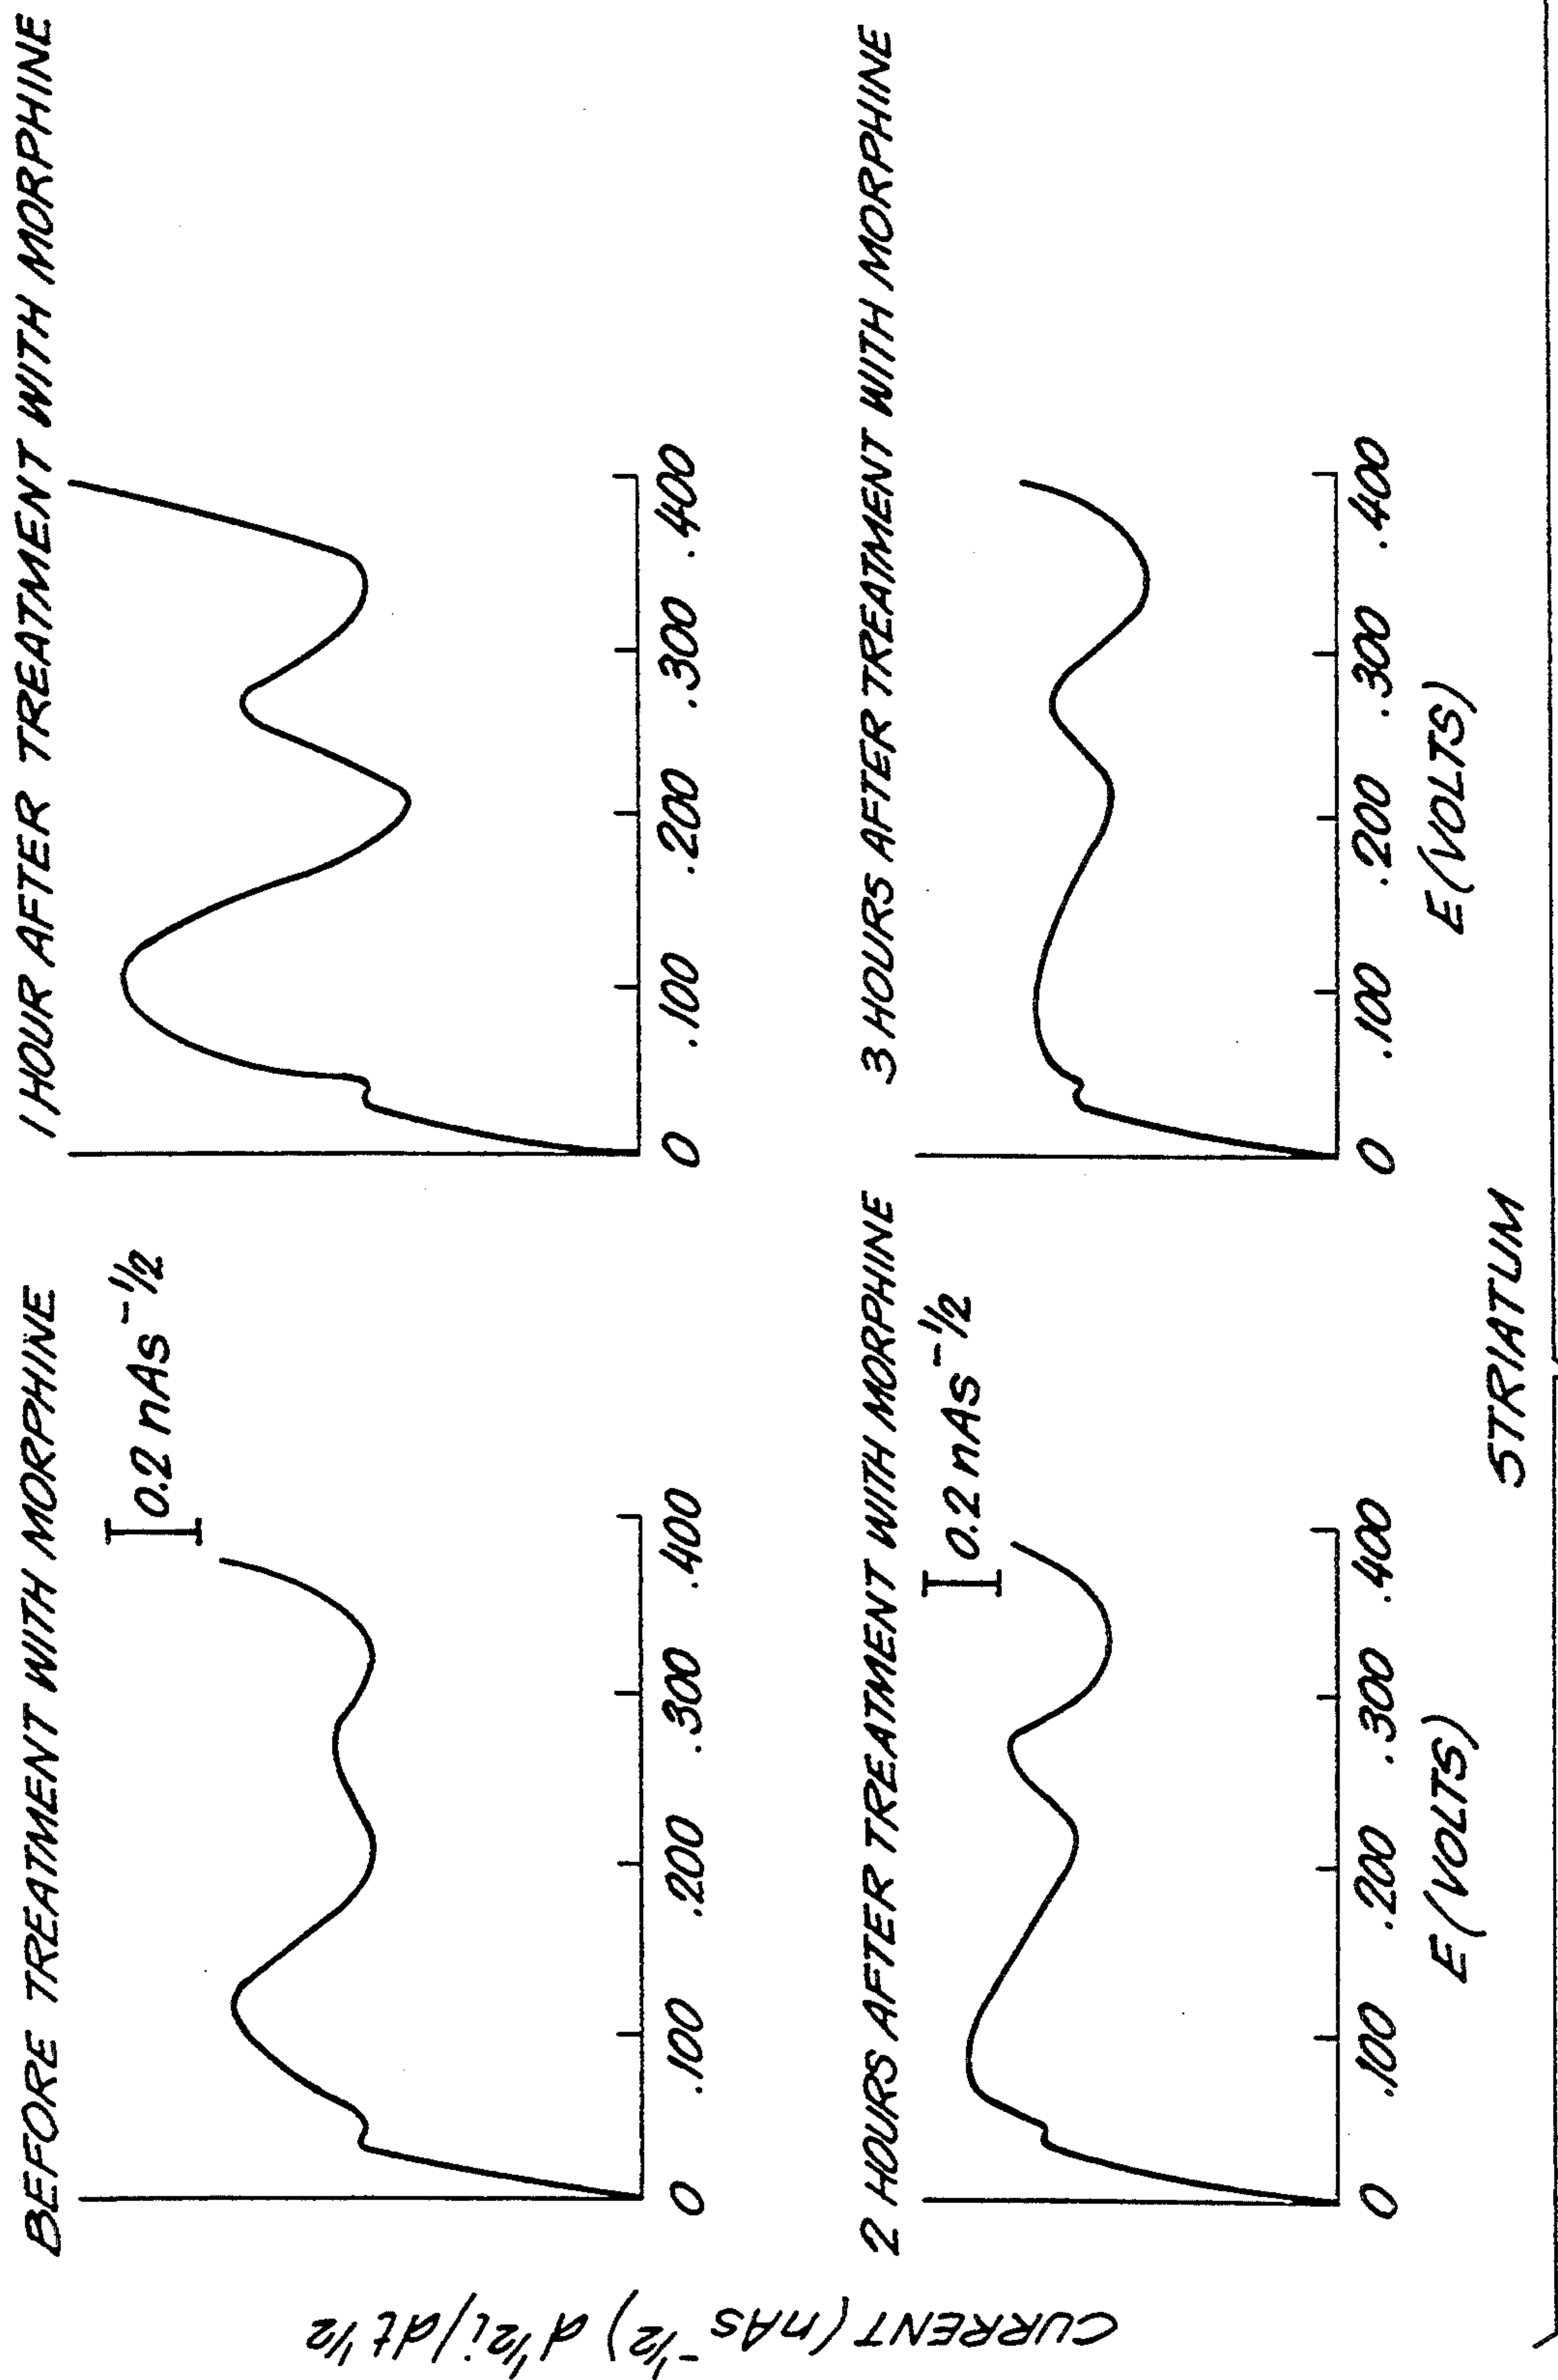 BEFORE TREATMENT WITH MORPHINE
0.2 nAs⁻¹/²
0 .100 .200 .300 .400
1 HOUR AFTER TREATMENT WITH MORPHINE
0 .100 .200 .300 .400
CURRENT (nAs⁻¹/²) d¹/²i/dt¹/²
2 HOURS AFTER TREATMENT WITH MORPHINE
0.2 nAs⁻¹/²
0 .100 .200 .300 .400
E(VOLTS)
3 HOURS AFTER TREATMENT WITH MORPHINE
0 .100 .200 .300 .400
E(VOLTS)
STRIATUM